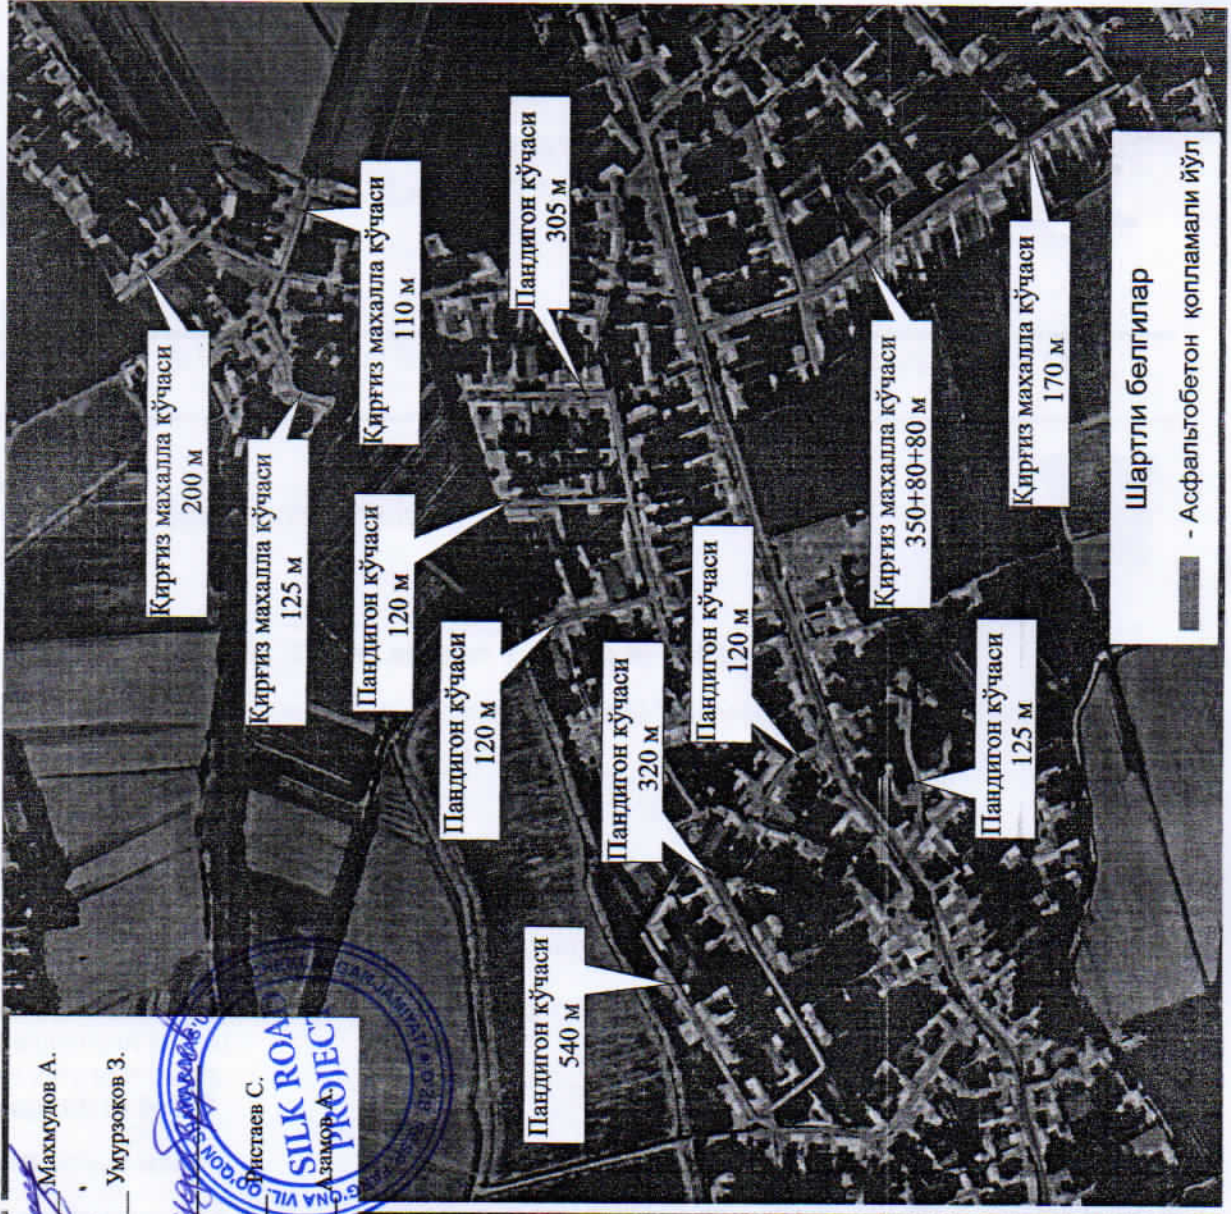 Махмудов А.
Умурзоқов З.
Пистаев С.
Азамов А.
SILK ROAD
PROJECT
Қирғиз махалла кўчаси
200 м
Қирғиз махалла кўчаси
125 м
Қирғиз махалла кўчаси
110 м
Пандигон кўчаси
120 м
Пандигон кўчаси
120 м
Пандигон кўчаси
305 м
Пандигон кўчаси
540 м
Пандигон кўчаси
320 м
Пандигон кўчаси
120 м
Қирғиз махалла кўчаси
350+80+80 м
Пандигон кўчаси
125 м
Қирғиз махалла кўчаси
170 м
Шартли белгилар
- Асфальтобетон қопламали йўл